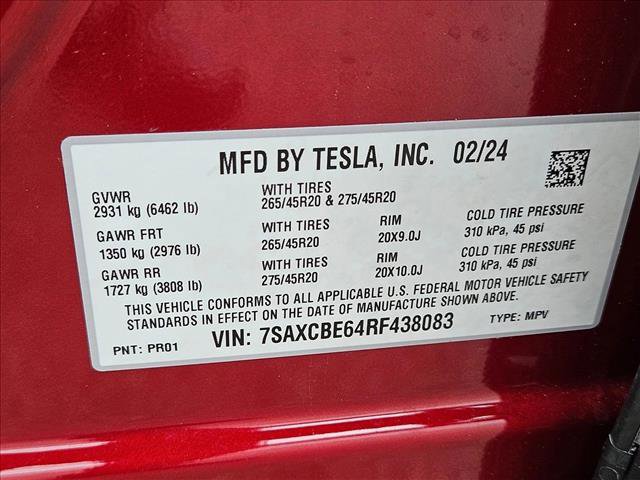 MFD BY TESLA, INC. 02/24
GVWR WITH TIRES
2931 kg (6462 lb) 265/45R20 & 275/45R20
GAWR FRT WITH TIRES RIM COLD TIRE PRESSURE
1350 kg (2976 lb) 265/45R20 20X9.0J 310 kPa, 45 psi
GAWR RR WITH TIRES RIM COLD TIRE PRESSURE
1727 kg (3808 lb) 275/45R20 20X10.0J 310 kPa, 45 psi
THIS VEHICLE CONFORMS TO ALL APPLICABLE U.S. FEDERAL MOTOR VEHICLE SAFETY
STANDARDS IN EFFECT ON THE DATE OF MANUFACTURE SHOWN ABOVE.
PNT: PR01 VIN: 7SAXCBE64RF438083 TYPE: MPV